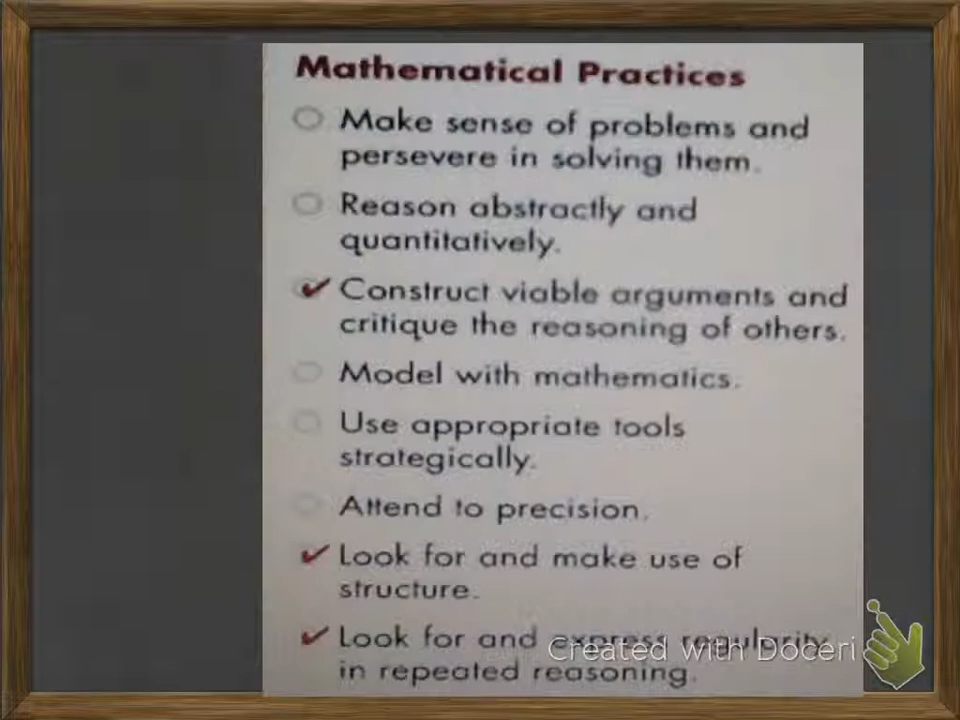 Mathematical Practices
Make sense of problems and
persevere in solving them.
Reason abstractly and
quantitatively.
✔ Construct viable arguments and
critique the reasoning of others.
Model with mathematics.
Use appropriate tools
strategically.
Attend to precision.
✔ Look for and make use of
structure.
✔ Look for and express regularity
in repeated reasoning.
Created with Doceri